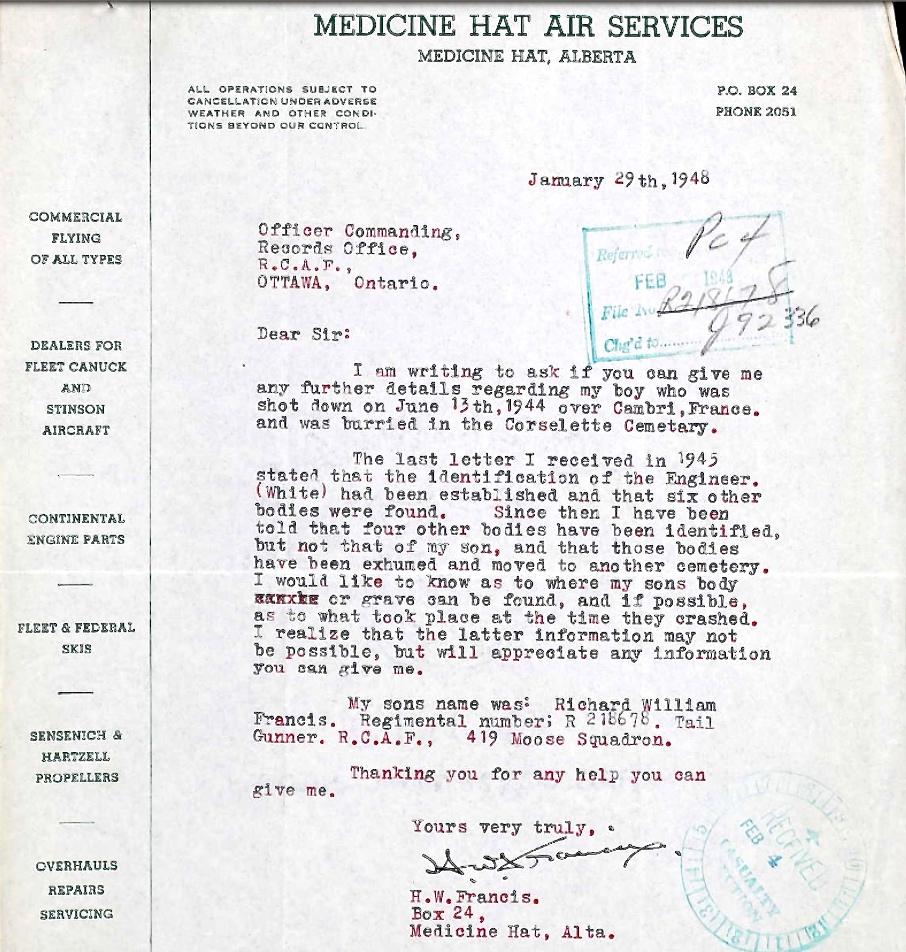 MEDICINE HAT AIR SERVICES
MEDICINE HAT, ALBERTA
ALL OPERATIONS SUBJECT TO
CANCELLATION UNDER ADVERSE
WEATHER AND OTHER CONDI-
TIONS BEYOND OUR CONTROL.
P.O. BOX 24
PHONE 2051
January 29th, 1948
COMMERCIAL
FLYING
OF ALL TYPES
DEALERS FOR
FLEET CANUCK
AND
STINSON
AIRCRAFT
CONTINENTAL
ENGINE PARTS
FLEET & FEDERAL
SKIS
SENSENICH &
HARTZELL
PROPELLERS
OVERHAULS
REPAIRS
SERVICING
Officer Commanding,
Records Office,
R.C.A.F.,
OTTAWA, Ontario.
Referred to PC 4
FEB 1948
File No. R218678
J92336
Chg'd to
Dear Sir:
I am writing to ask if you can give me
any further details regarding my boy who was
shot down on June 13th,1944 over Cambri,France.
and was burried in the Corselette Cemetary.
The last letter I received in 1945
stated that the identification of the Engineer.
(White) had been established and that six other
bodies were found. Since then I have been
told that four other bodies have been identified,
but not that of my son, and that those bodies
have been exhumed and moved to another cemetery.
I would like to know as to where my sons body
or grave can be found, and if possible,
as to what took place at the time they crashed.
I realize that the latter information may not
be possible, but will appreciate any information
you can give me.
My sons name was: Richard William
Francis. Regimental number; R 218678. Tail
Gunner. R.C.A.F., 419 Moose Squadron.
Thanking you for any help you can
give me.
Yours very truly,
H.W. Francis.
H.W.Francis.
Box 24,
Medicine Hat, Alta.
RECEIVED
FEB 4
CASUALTY